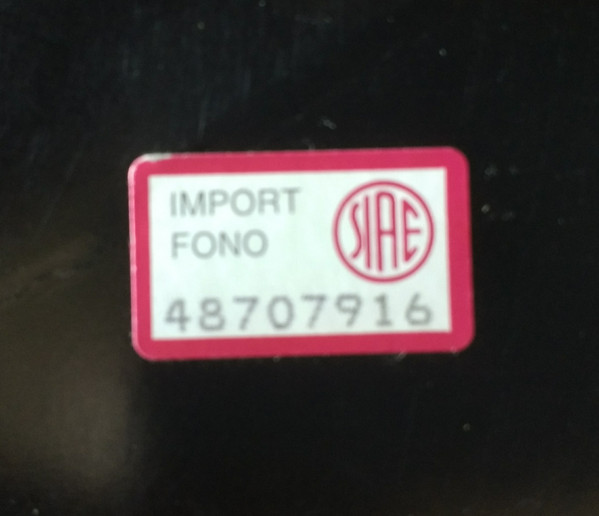 IMPORT
FONO
SIAE
48707916